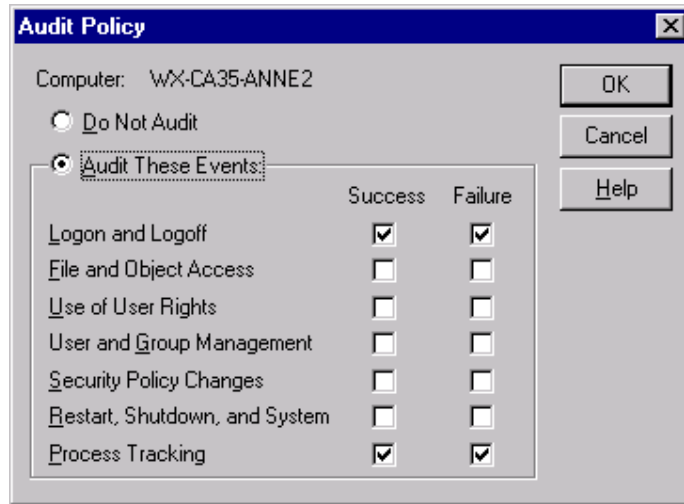 Audit Policy
Computer: WX-CA35-ANNE2
Do Not Audit
Audit These Events:
Success Failure
Logon and Logoff
File and Object Access
Use of User Rights
User and Group Management
Security Policy Changes
Restart, Shutdown, and System
Process Tracking
OK
Cancel
Help